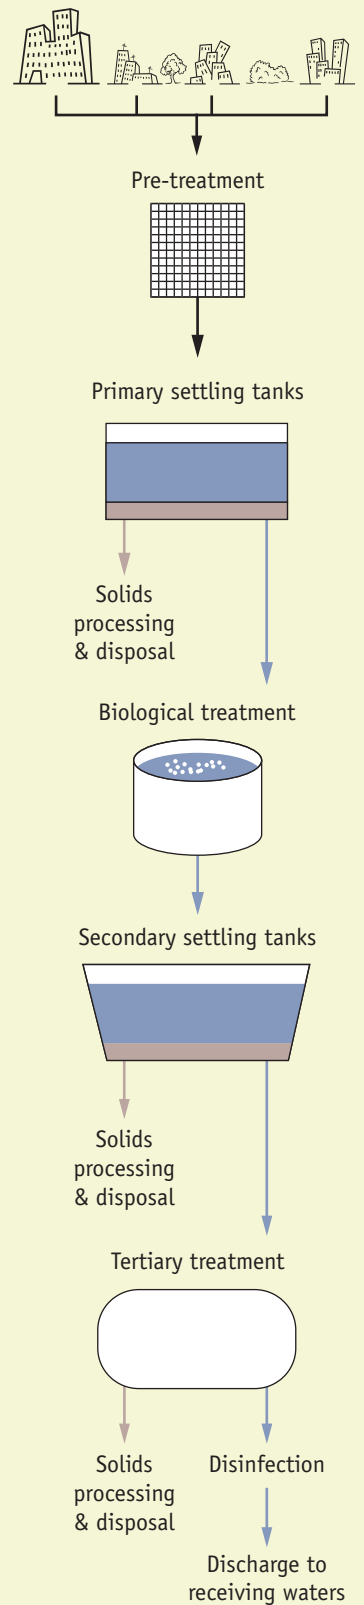 Pre-treatment
Primary settling tanks
Solids
processing
& disposal
Biological treatment
Secondary settling tanks
Solids
processing
& disposal
Tertiary treatment
Solids
processing
& disposal
Disinfection
Discharge to
receiving waters